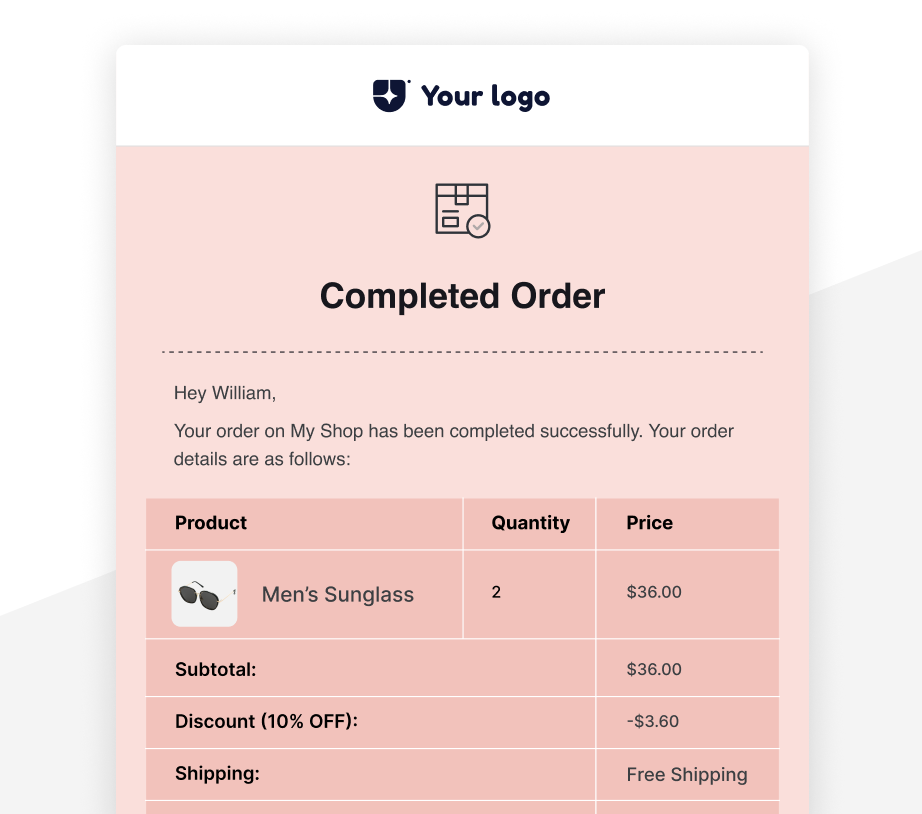 Your logo
Completed Order
Hey William,
Your order on My Shop has been completed successfully. Your order
details are as follows:
Product Quantity Price
Men’s Sunglass 2 $36.00
Subtotal: $36.00
Discount (10% OFF): -$3.60
Shipping: Free Shipping